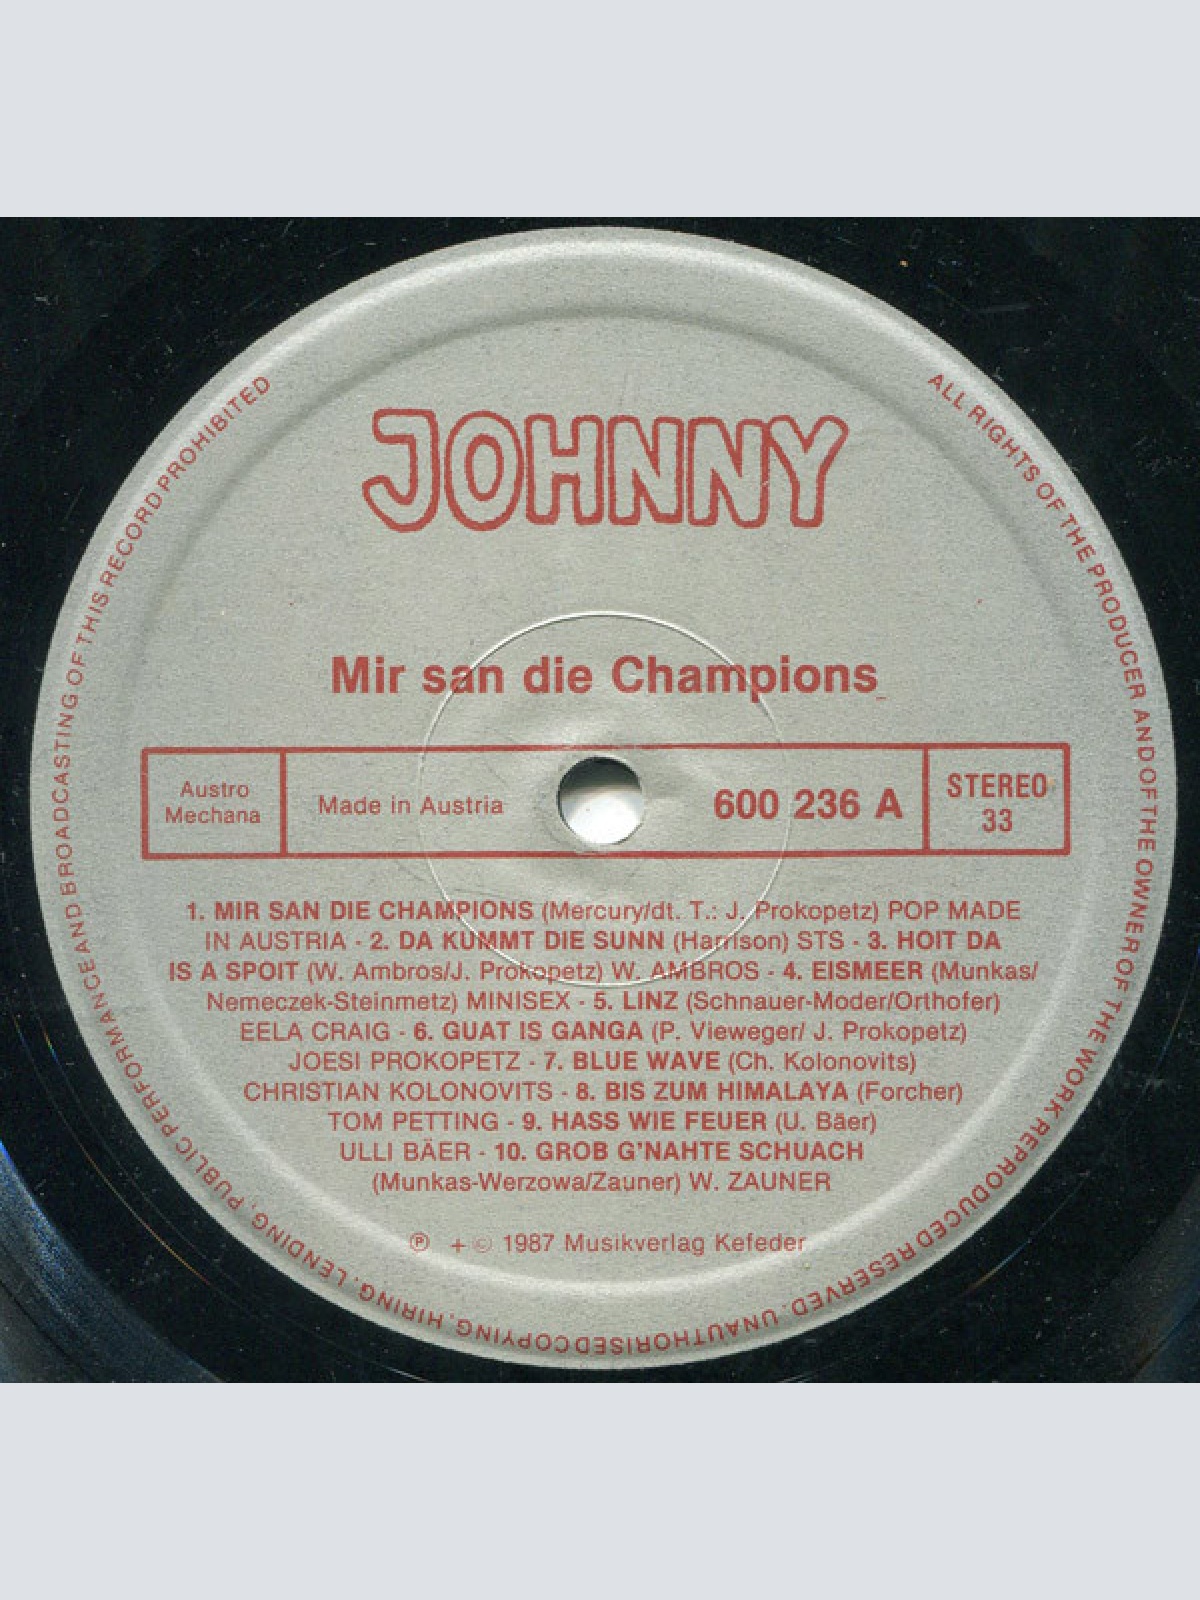 JOHNNY
Mir san die Champions
Austro
Mechana
Made in Austria
600 236 A
STEREO
33
1. MIR SAN DIE CHAMPIONS (Mercury/dt. T.: J. Prokopetz) POP MADE
IN AUSTRIA - 2. DA KUMMT DIE SUNN (Harrison) STS - 3. HOIT DA
IS A SPOIT (W. Ambros/J. Prokopetz) W. AMBROS - 4. EISMEER (Munkas/
Nemeczek-Steinmetz) MINISEX - 5. LINZ (Schnauer-Moder/Orthofer)
EELA CRAIG - 6. GUAT IS GANGA (P. Vieweger/ J. Prokopetz)
JOESI PROKOPETZ - 7. BLUE WAVE (Ch. Kolonovits)
CHRISTIAN KOLONOVITS - 8. BIS ZUM HIMALAYA (Forcher)
TOM PETTING - 9. HASS WIE FEUER (U. Bäer)
ULLI BÄER - 10. GROB G'NAHTE SCHUACH
(Munkas-Werzowa/Zauner) W. ZAUNER
℗ + © 1987 Musikverlag Kefeder
ALL RIGHTS OF THE PRODUCER AND OF THE OWNER OF THE WORK REPRODUCED RESERVED. UNAUTHORISED COPYING, HIRING, LENDING, PUBLIC PERFORMANCE AND BROADCASTING OF THIS RECORD PROHIBITED